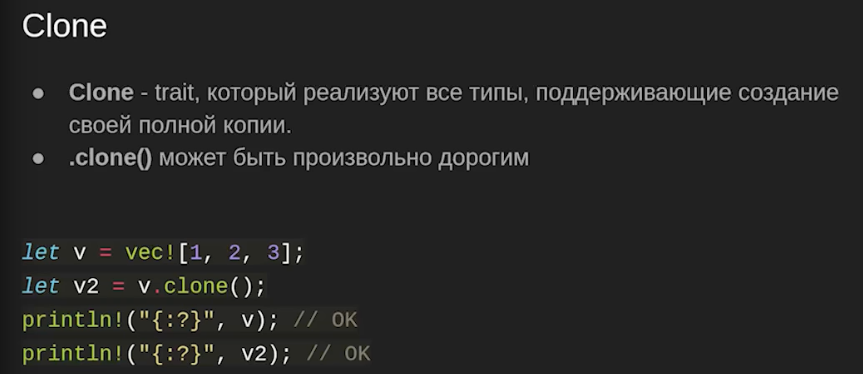 Clone
● Clone - trait, который реализуют все типы, поддерживающие создание
своей полной копии.
● .clone() может быть произвольно дорогим
let v = vec![1, 2, 3];
let v2 = v.clone();
println!("{:?}", v); // OK
println!("{:?}", v2); // OK